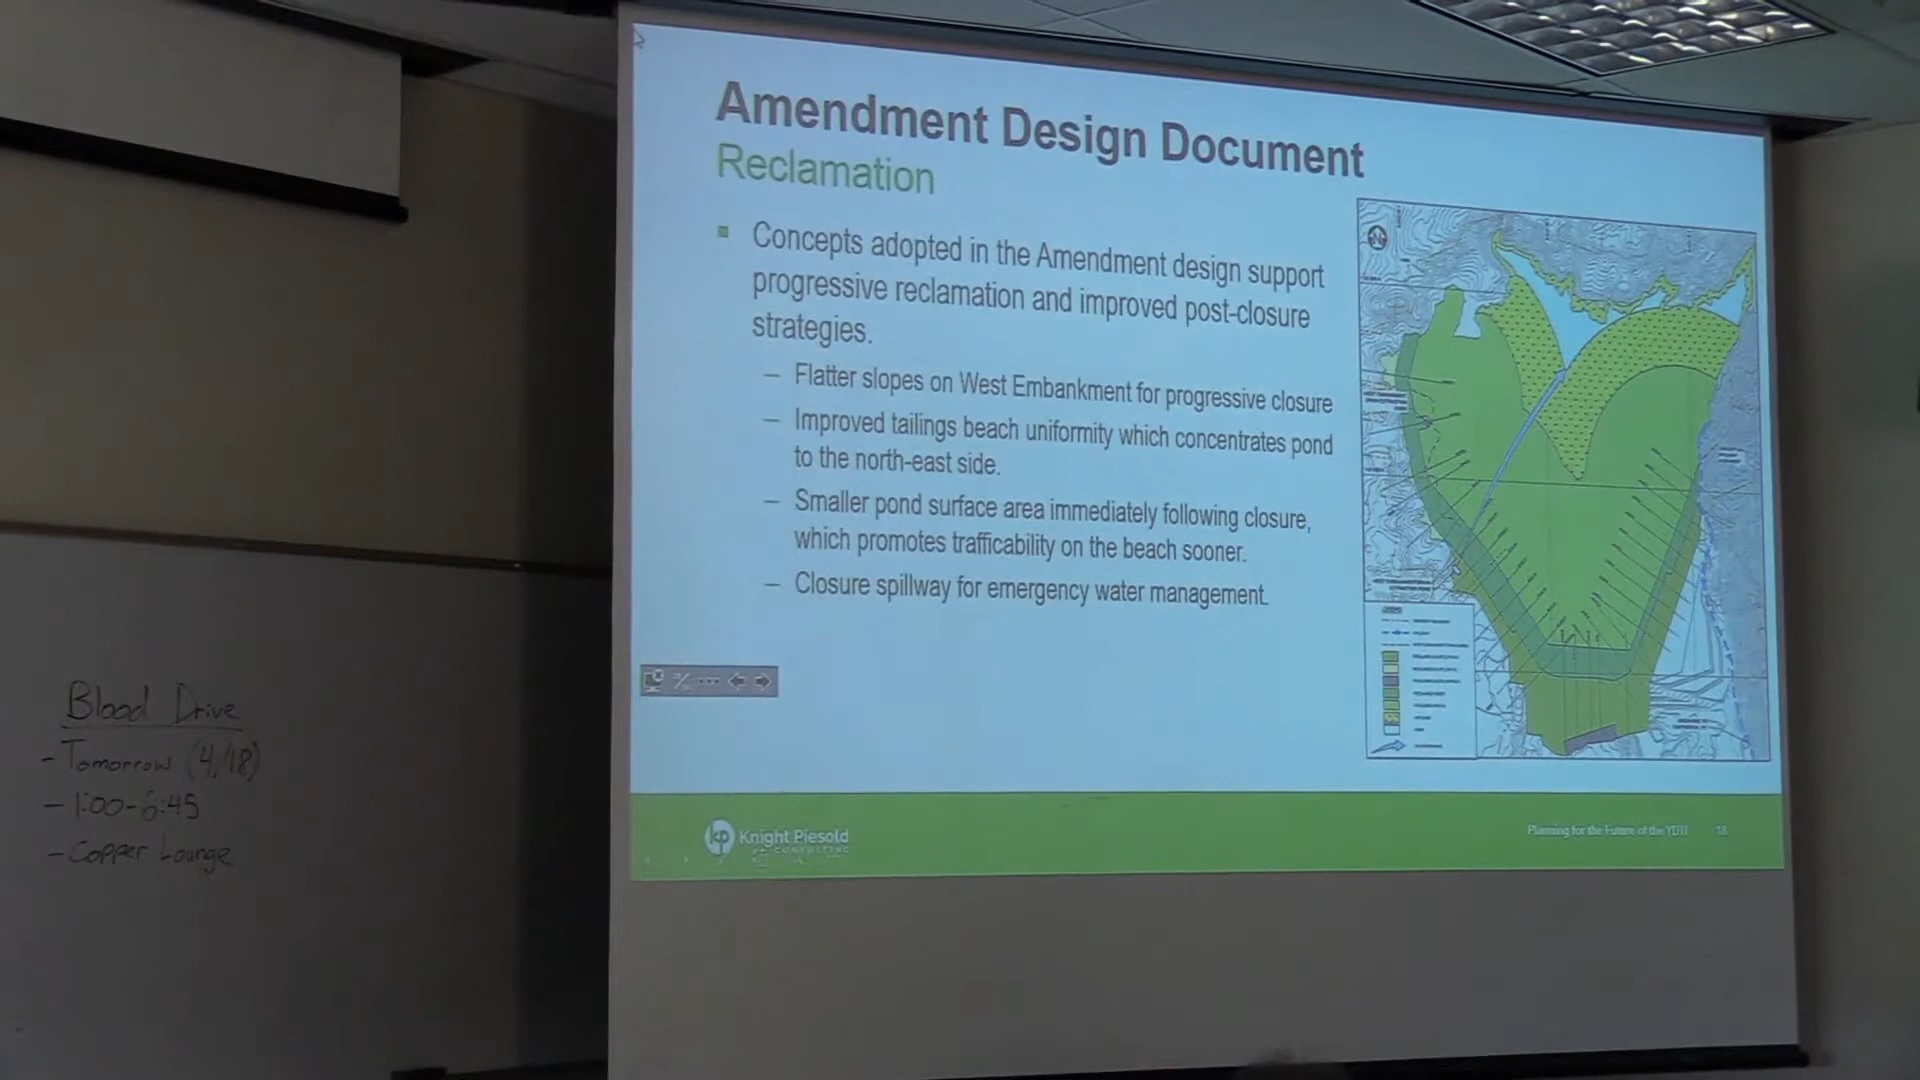 Amendment Design Document
Reclamation
Concepts adopted in the Amendment design support
progressive reclamation and improved post-closure
strategies.
– Flatter slopes on West Embankment for progressive closure
– Improved tailings beach uniformity which concentrates pond
to the north-east side.
– Smaller pond surface area immediately following closure,
which promotes trafficability on the beach sooner.
– Closure spillway for emergency water management.
kp Knight Piesold
CONSULTING
Planning for the Future of the YDTI 18
Blood Drive
- Tomorrow (4/18)
- 1:00-6:45
- Copper Lounge